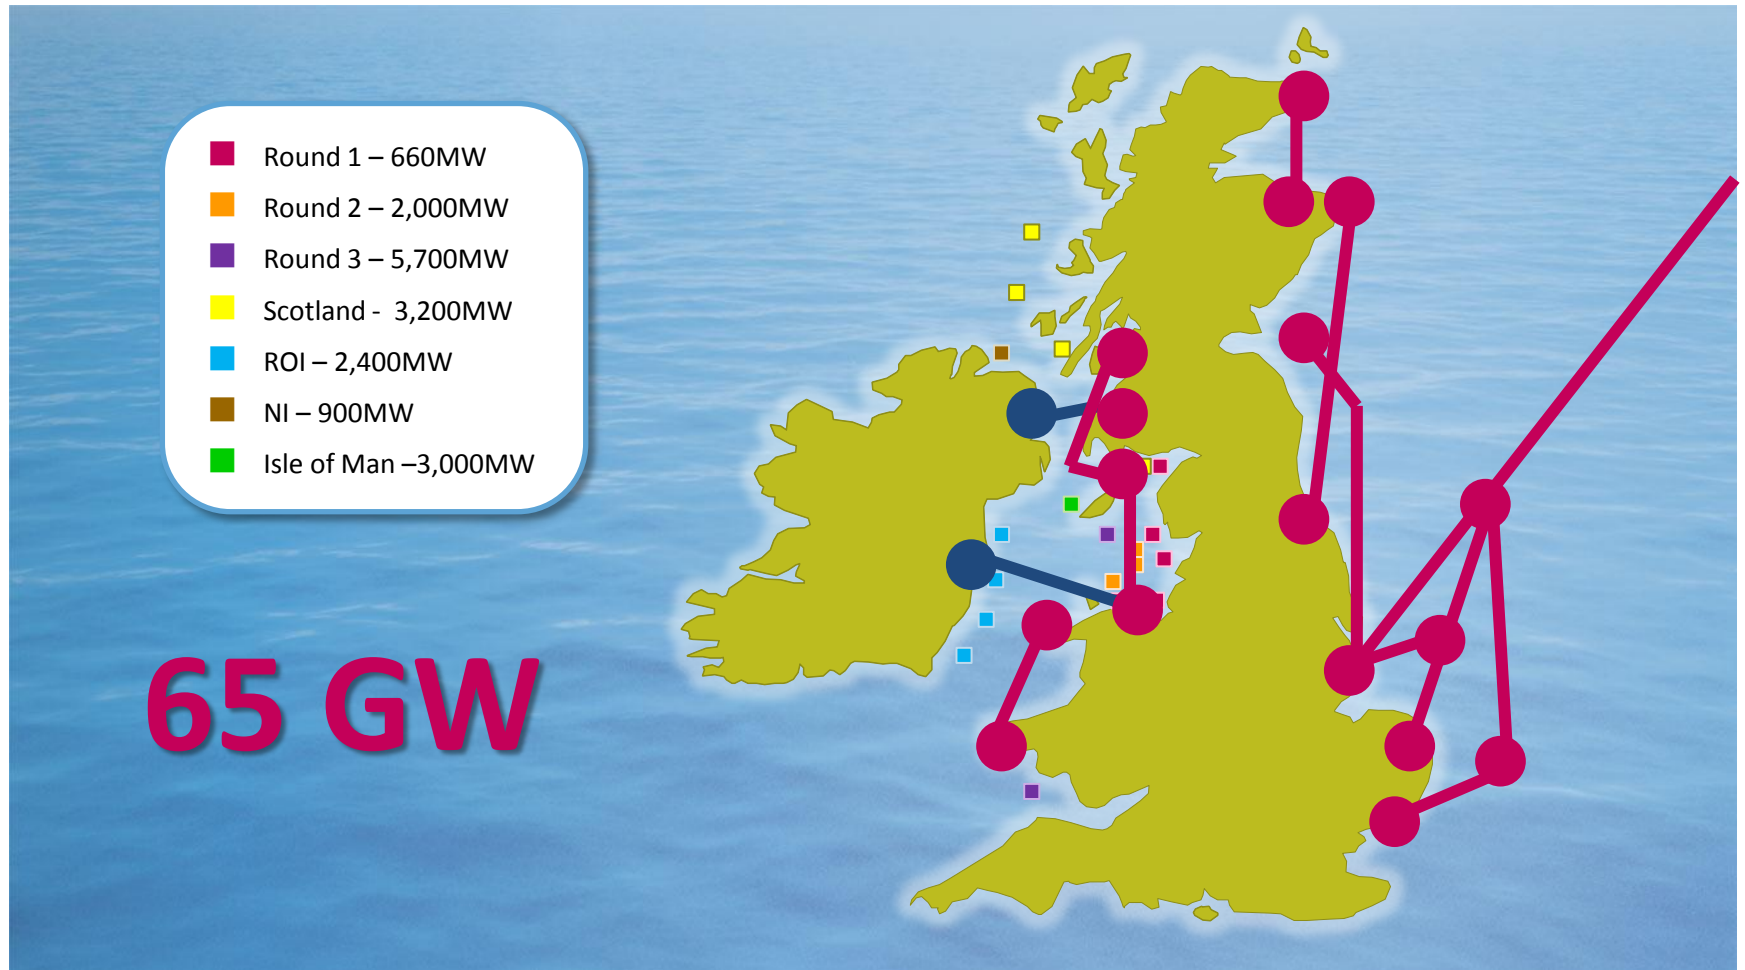 Round 1 – 660MW
Round 2 – 2,000MW
Round 3 – 5,700MW
Scotland -  3,200MW
ROI – 2,400MW
NI – 900MW
Isle of Man –3,000MW
65 GW